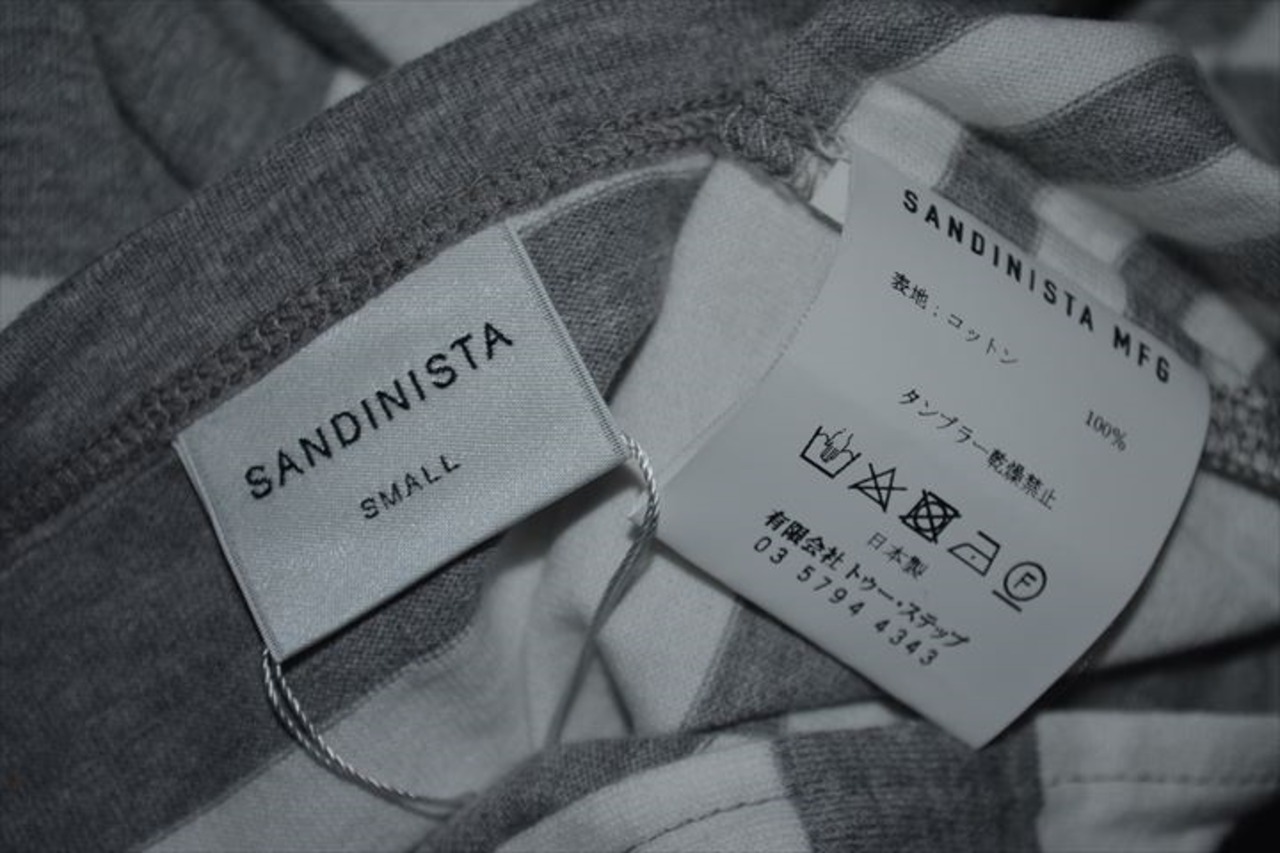 SANDINISTA
SMALL
SANDINISTA MFG
表地：コットン 100%
タンブラー乾燥禁止
F
日本製
有限会社トゥー・ステップ
03 5794 4343